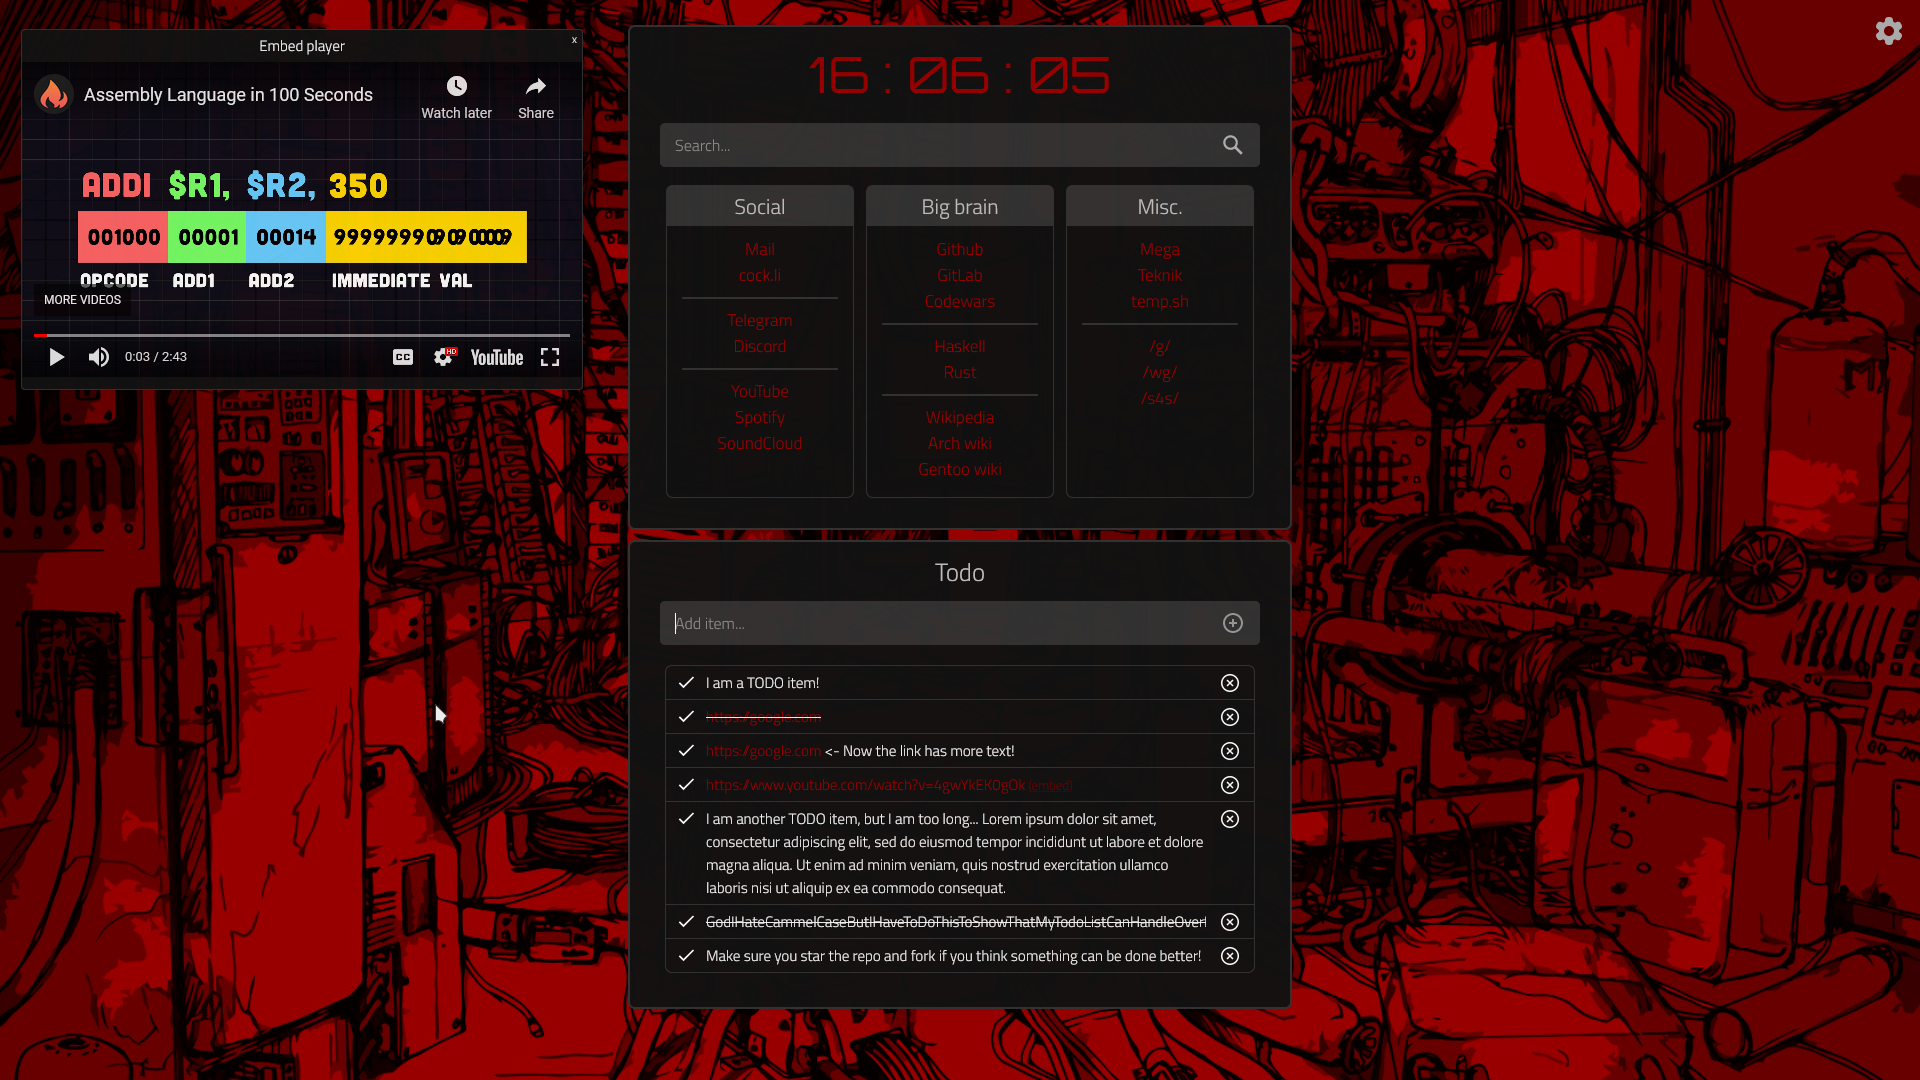 Embed player
x
Assembly Language in 100 Seconds
Watch later
Share
ADDI $R1, $R2, 350
001000 00001 00014
OPCODE ADD1 ADD2 IMMEDIATE VAL
MORE VIDEOS
0:03 / 2:43
CC
HD
YouTube
16 : 06 : 05
Search...
Social
Mail
cock.li
Telegram
Discord
YouTube
Spotify
SoundCloud
Big brain
Github
GitLab
Codewars
Haskell
Rust
Wikipedia
Arch wiki
Gentoo wiki
Misc.
Mega
Teknik
temp.sh
/g/
/wg/
/s4s/
Todo
Add item...
I am a TODO item!
https://google.com
https://google.com <- Now the link has more text!
https://www.youtube.com/watch?v=4gwYkEK0gOk (embed)
I am another TODO item, but I am too long... Lorem ipsum dolor sit amet,
consectetur adipiscing elit, sed do eiusmod tempor incididunt ut labore et dolore
magna aliqua. Ut enim ad minim veniam, quis nostrud exercitation ullamco
laboris nisi ut aliquip ex ea commodo consequat.
GodIHateCammelCaseButIHaveToDoThisToShowThatMyTodoListCanHandleOverl
Make sure you star the repo and fork if you think something can be done better!